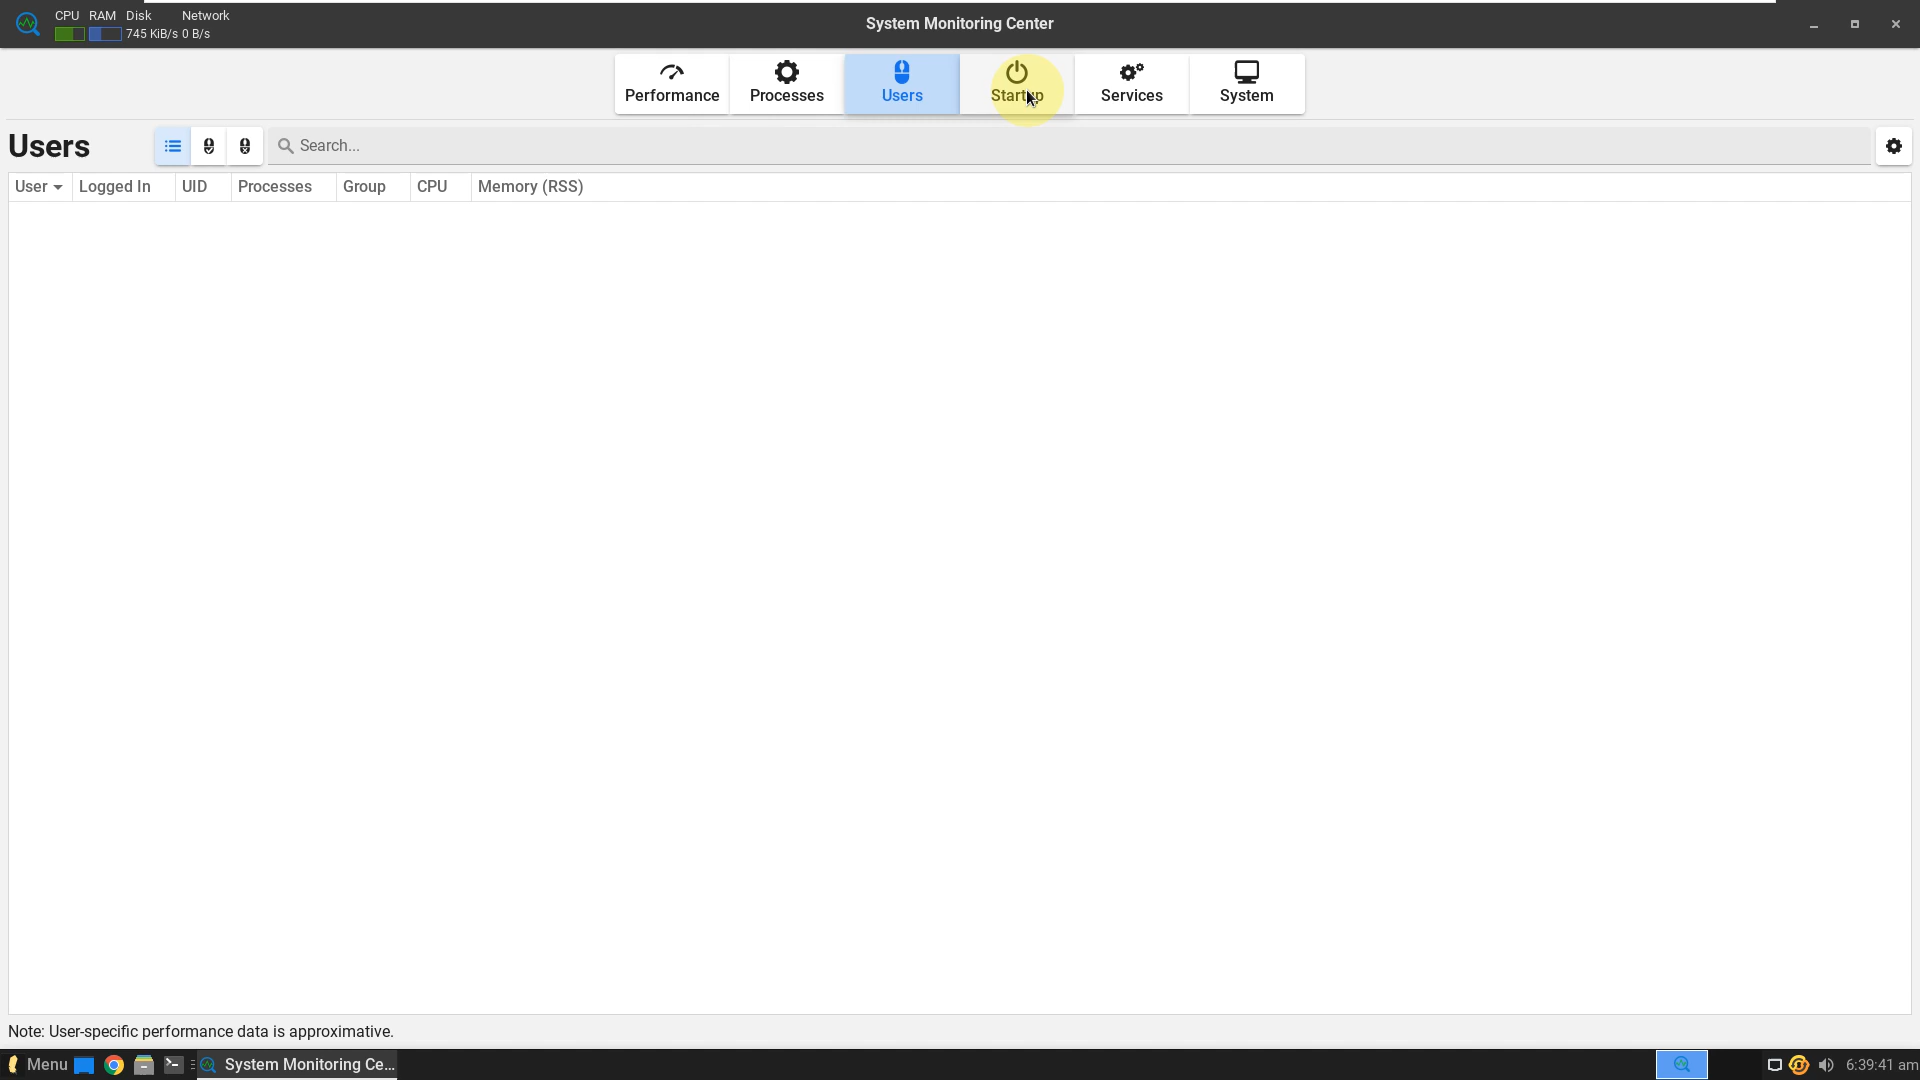 CPU RAM Disk Network
745 KiB/s 0 B/s
System Monitoring Center
Performance Processes Users Startup Services System
Users
Search...
User Logged In UID Processes Group CPU Memory (RSS)
Note: User-specific performance data is approximative.
Menu System Monitoring Ce... 6:39:41 am